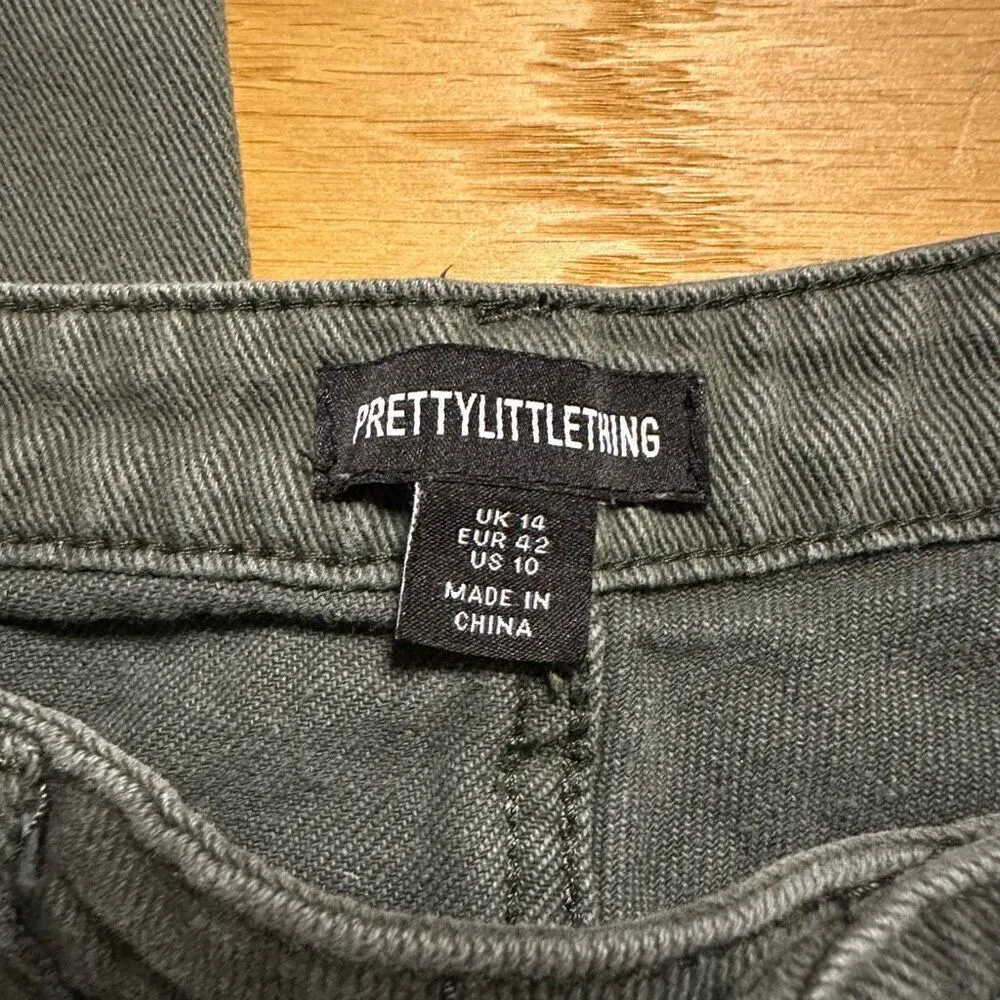 PRETTYLITTLETHING
UK 14
EUR 42
US 10
MADE IN
CHINA